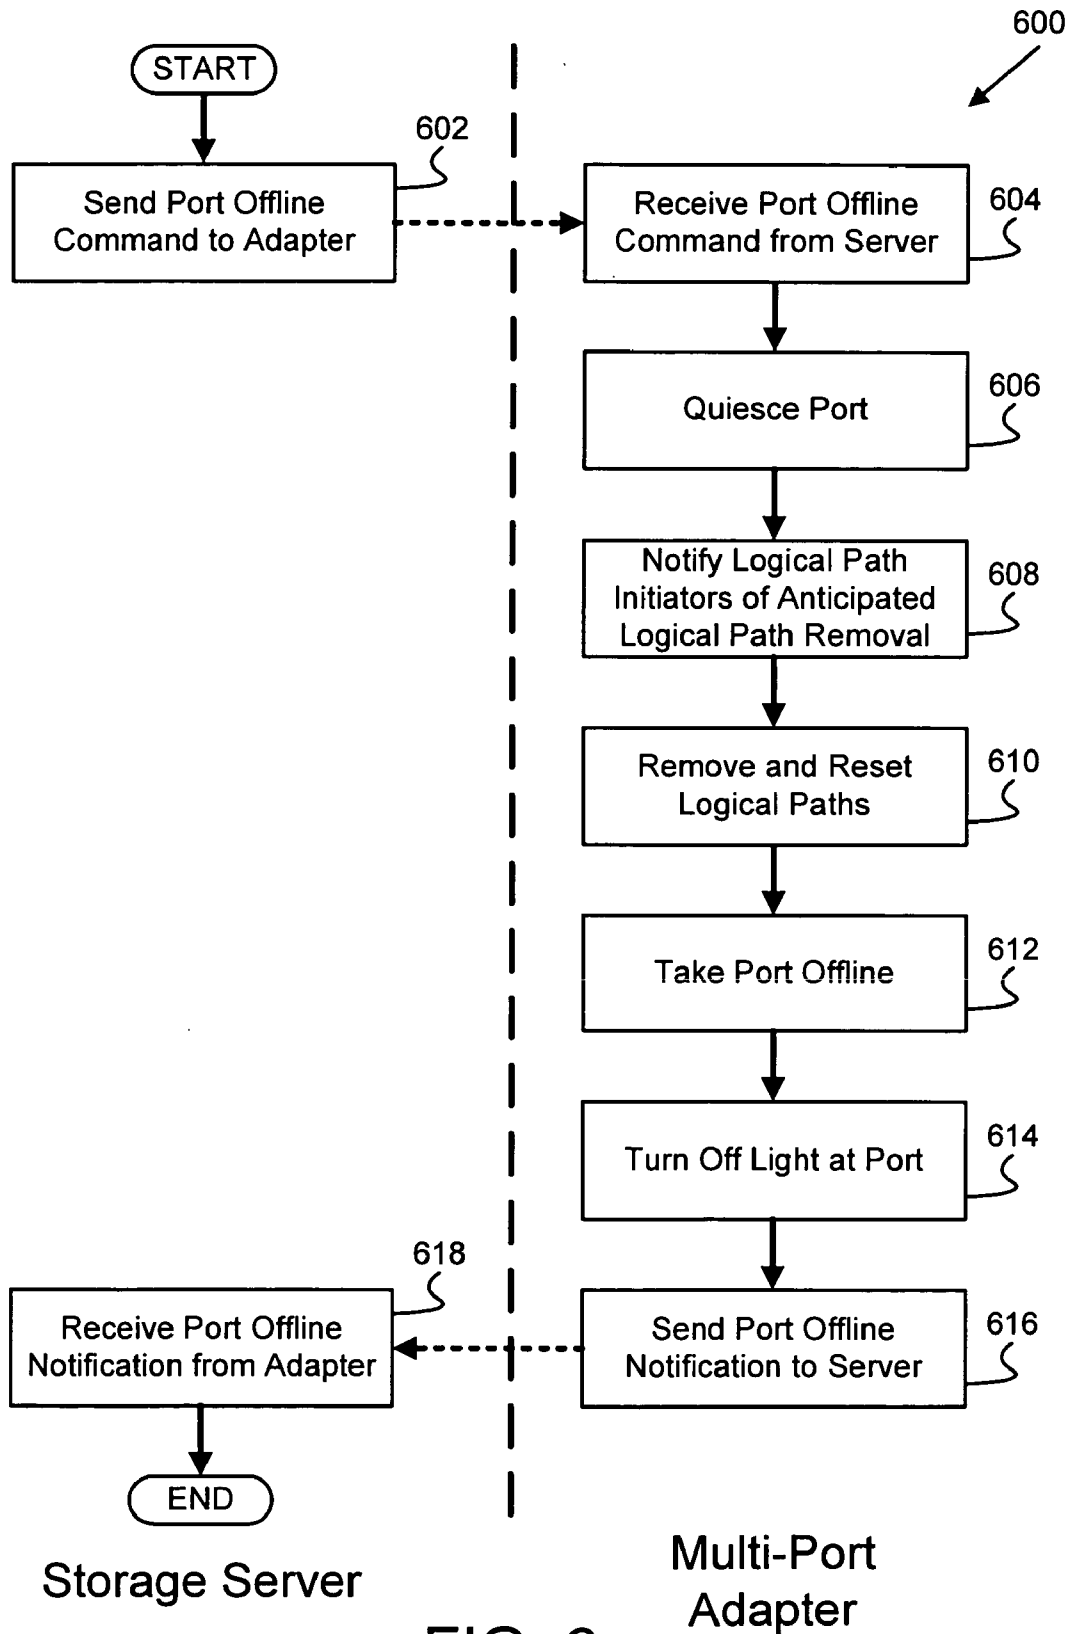 600
START
602
Send Port Offline
Command to Adapter
Receive Port Offline
Command from Server
604
Quiesce Port
606
Notify Logical Path
Initiators of Anticipated
Logical Path Removal
608
Remove and Reset
Logical Paths
610
Take Port Offline
612
Turn Off Light at Port
614
618
Receive Port Offline
Notification from Adapter
Send Port Offline
Notification to Server
616
END
Storage Server
Multi-Port
Adapter